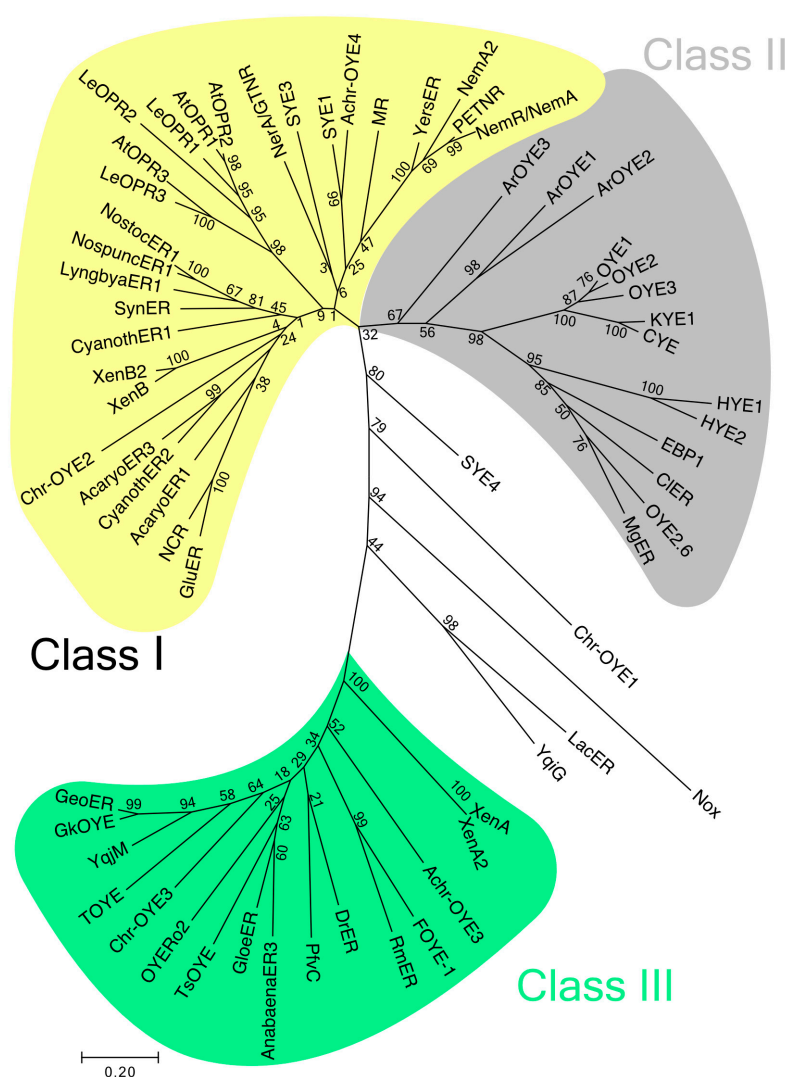 Class II
LeOPR2
LeOPR1
AtOPR1
AtOPR2
NerA/GTNR
SYE3
SYE1
Achr-OYE4
MR
YersER
NemA2
PETNR
NemR/NemA
98
95
95
98
3
99
25
47
100
69
99
6
AtOPR3
LeOPR3
100
NostocER1
NospuncER1
LyngbyaER1
SynER
CyanothER1
XenB2
XenB
100
67
81
45
4
1
9
1
24
100
Chr-OYE2
AcaryoER3
CyanothER2
AcaryoER1
NCR
GluER
99
38
100
Class I
ArOYE3
ArOYE1
ArOYE2
98
67
56
32
OYE1
OYE2
OYE3
KYE1
CYE
76
87
100
100
98
95
85
50
76
100
HYE1
HYE2
EBP1
ClER
OYE2.6
MgER
80
79
94
44
98
SYE4
Chr-OYE1
Nox
LacER
YqiG
100
52
34
29
18
64
58
94
99
25
63
60
21
99
100
GeoER
GkOYE
YqjM
TOYE
Chr-OYE3
OYERo2
TsOYE
GloeER
AnabaenaER3
PfvC
DrER
RmER
FOYE-1
Achr-OYE3
XenA2
XenA
Class III
0.20